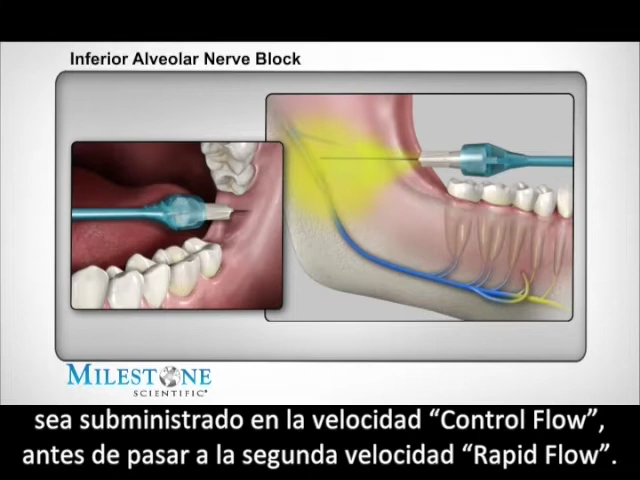 Inferior Alveolar Nerve Block
MILESTONE
SCIENTIFIC
sea subministrado en la velocidad “Control Flow”,
antes de pasar a la segunda velocidad “Rapid Flow”.